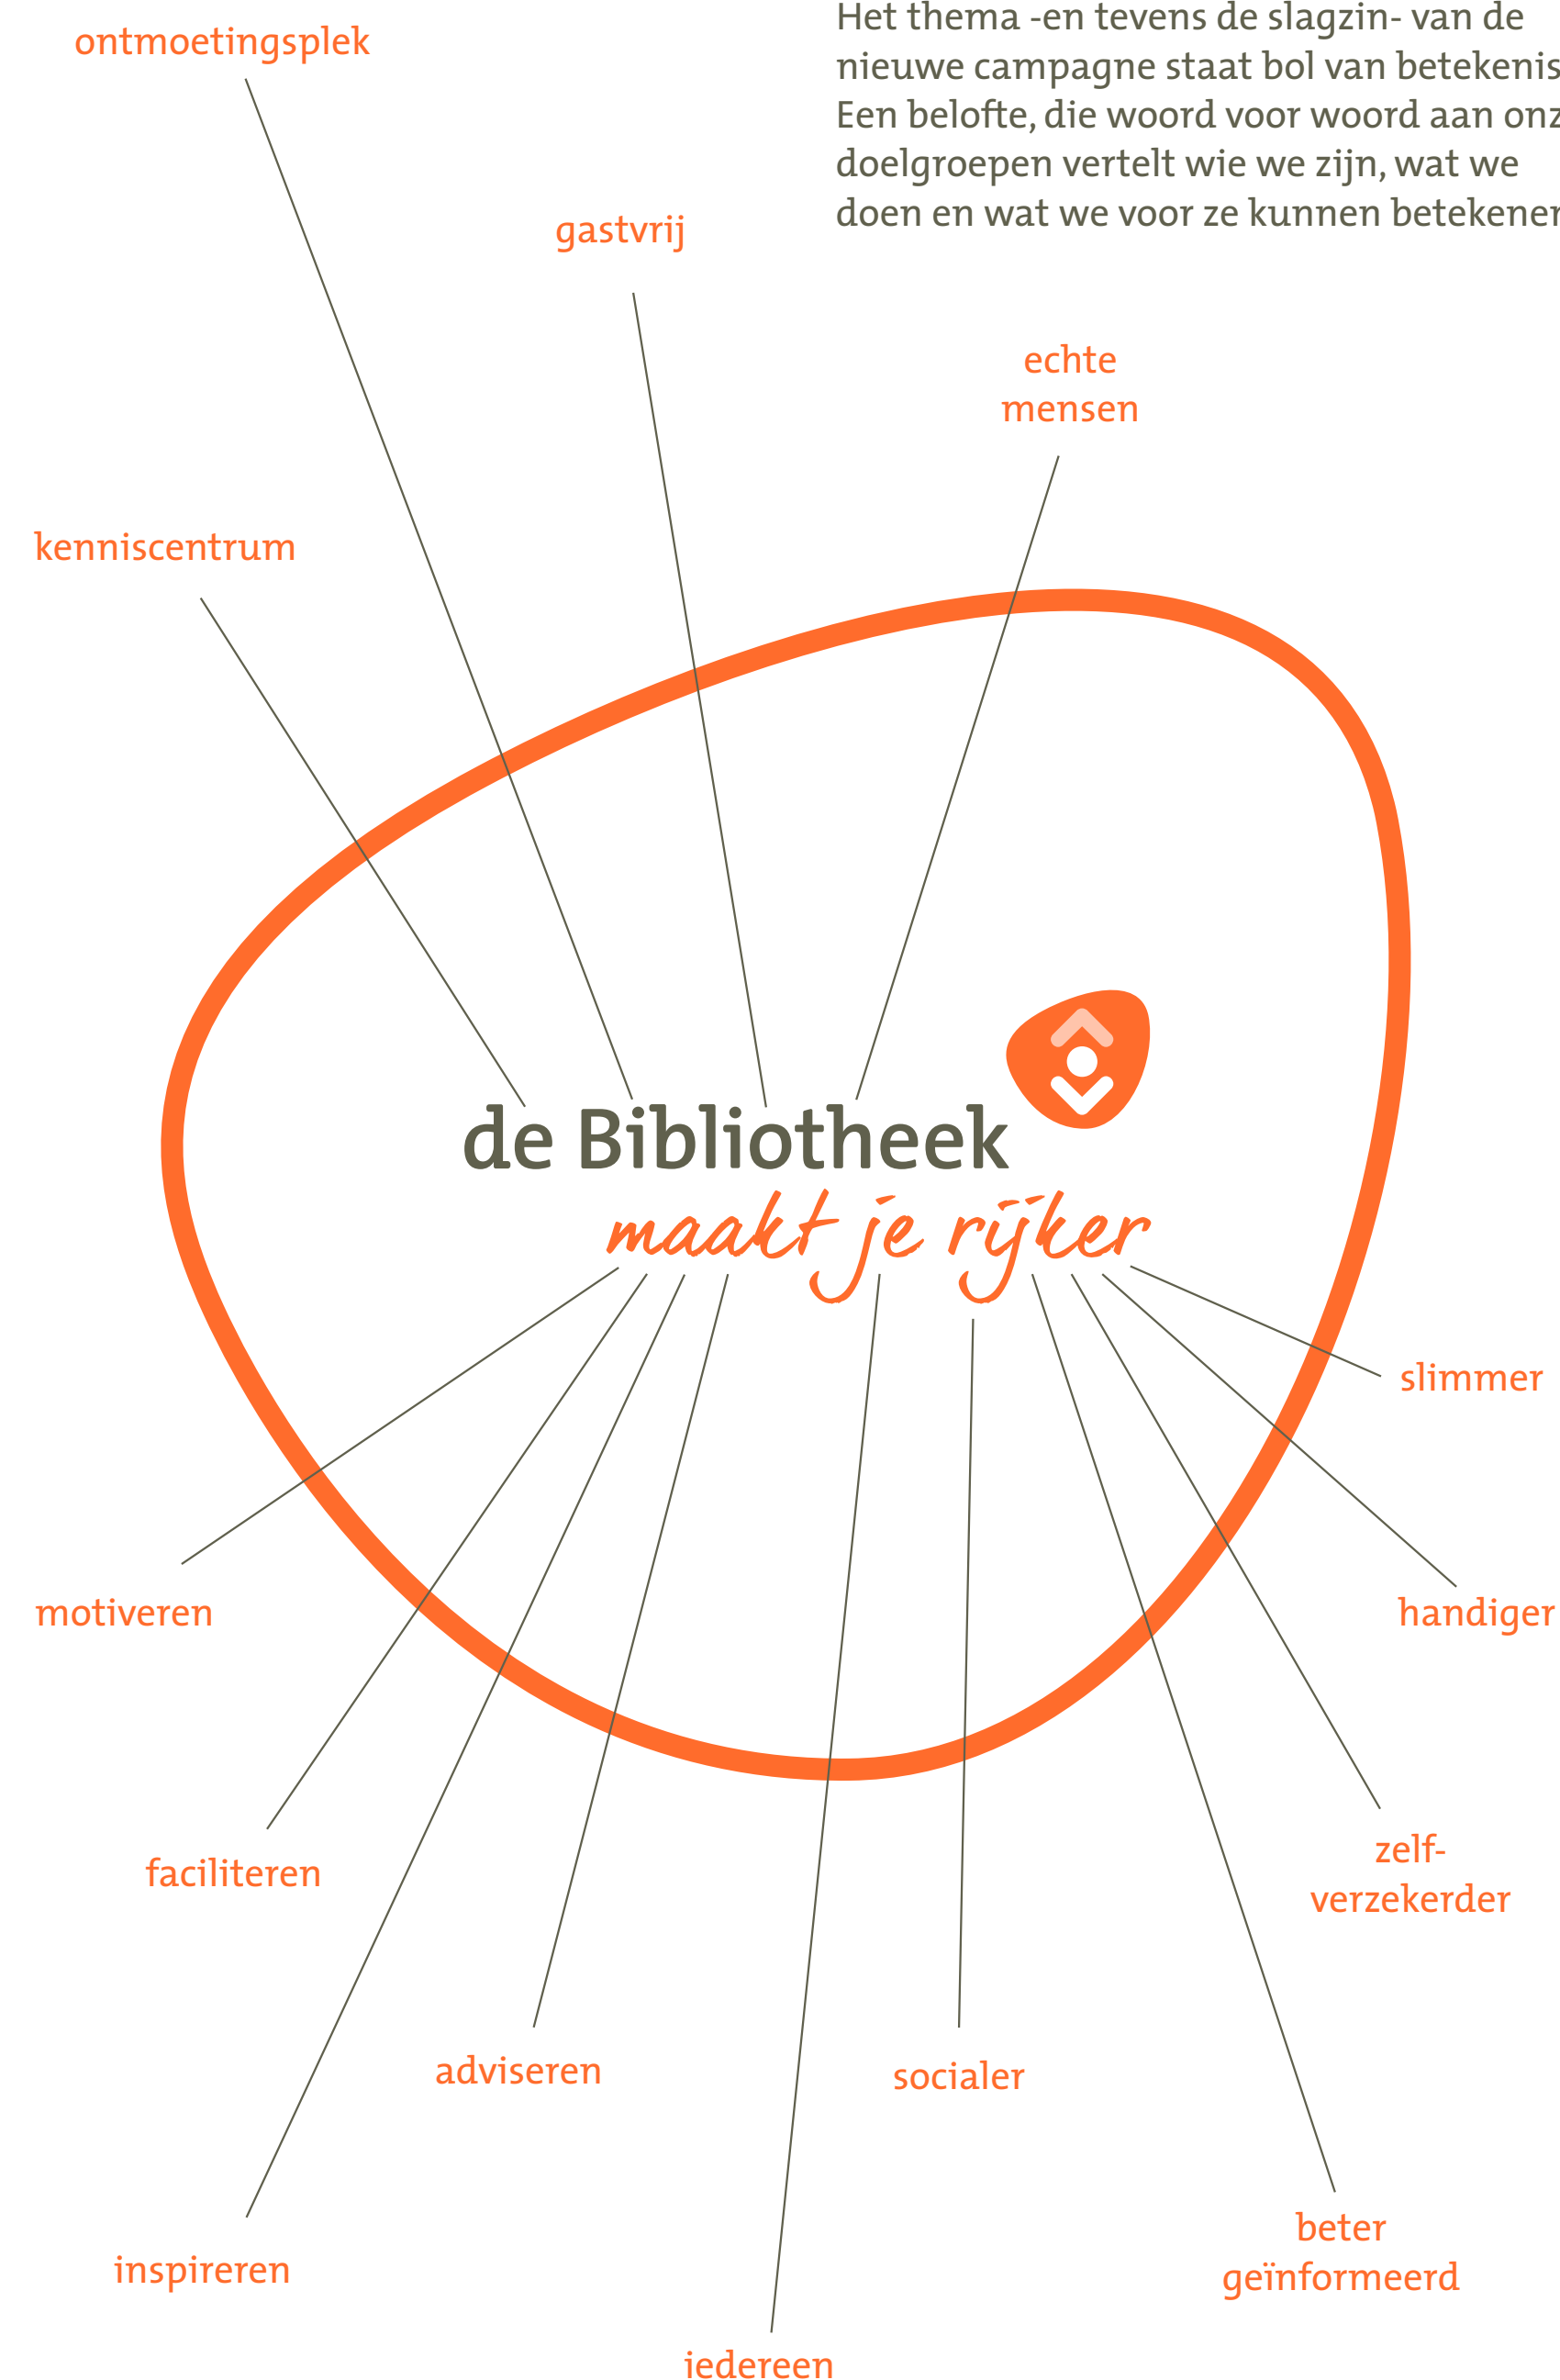 ontmoetingsplek
Het thema -en tevens de slagzin- van de
nieuwe campagne staat bol van betekenis
Een belofte, die woord voor woord aan onz
doelgroepen vertelt wie we zijn, wat we
doen en wat we voor ze kunnen betekenen
gastvrij
echte
mensen
kenniscentrum
de Bibliotheek
maakt je rijker
slimmer
motiveren
handiger
faciliteren
zelf-
verzekerder
adviseren
socialer
inspireren
beter
geïnformeerd
iedereen